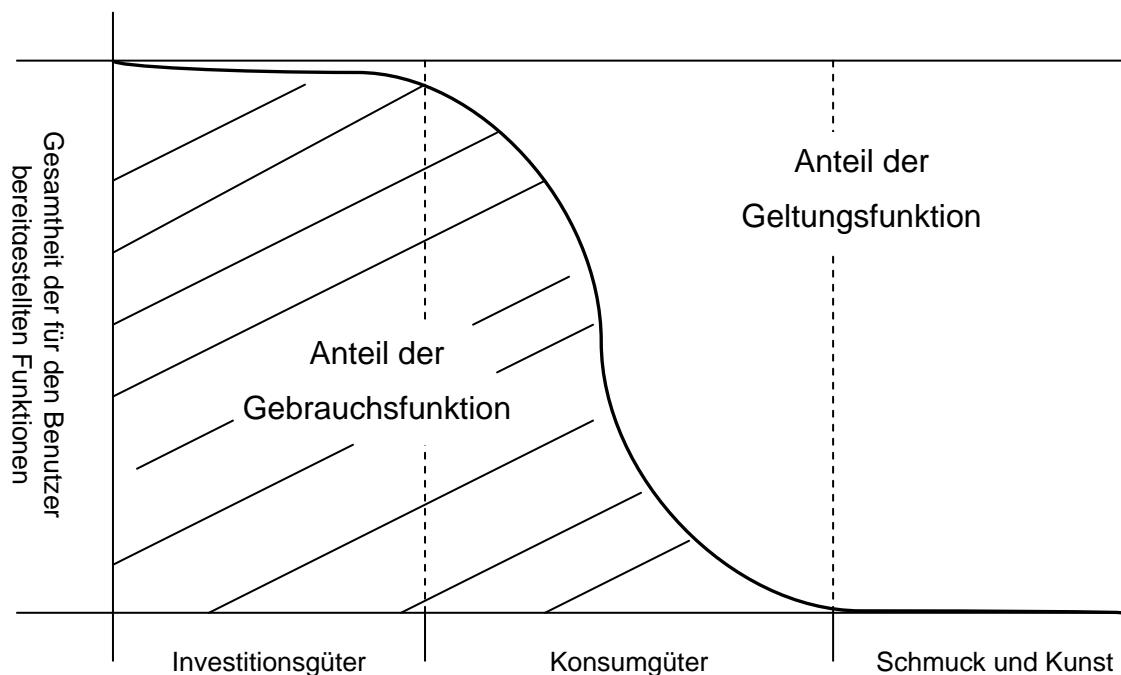 Gesamtheit der für den Benutzer
bereitgestellten Funktionen
Anteil der
Geltungsfunktion
Anteil der
Gebrauchsfunktion
Investitionsgüter
Konsumgüter
Schmuck und Kunst